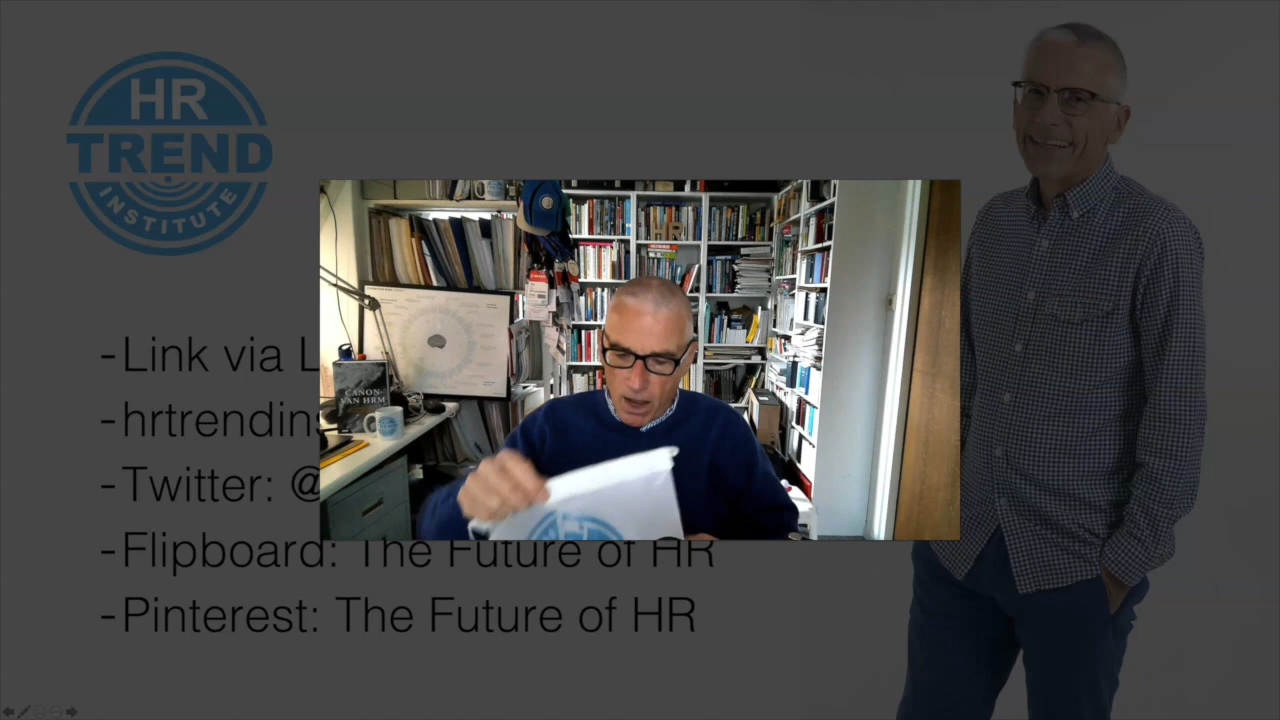 HR
TREND
INSTITUTE
-Link via L
-hrtrendins
-Twitter: @
-Flipboard: The Future of HR
-Pinterest: The Future of HR
HR
CANON
VAN HRM